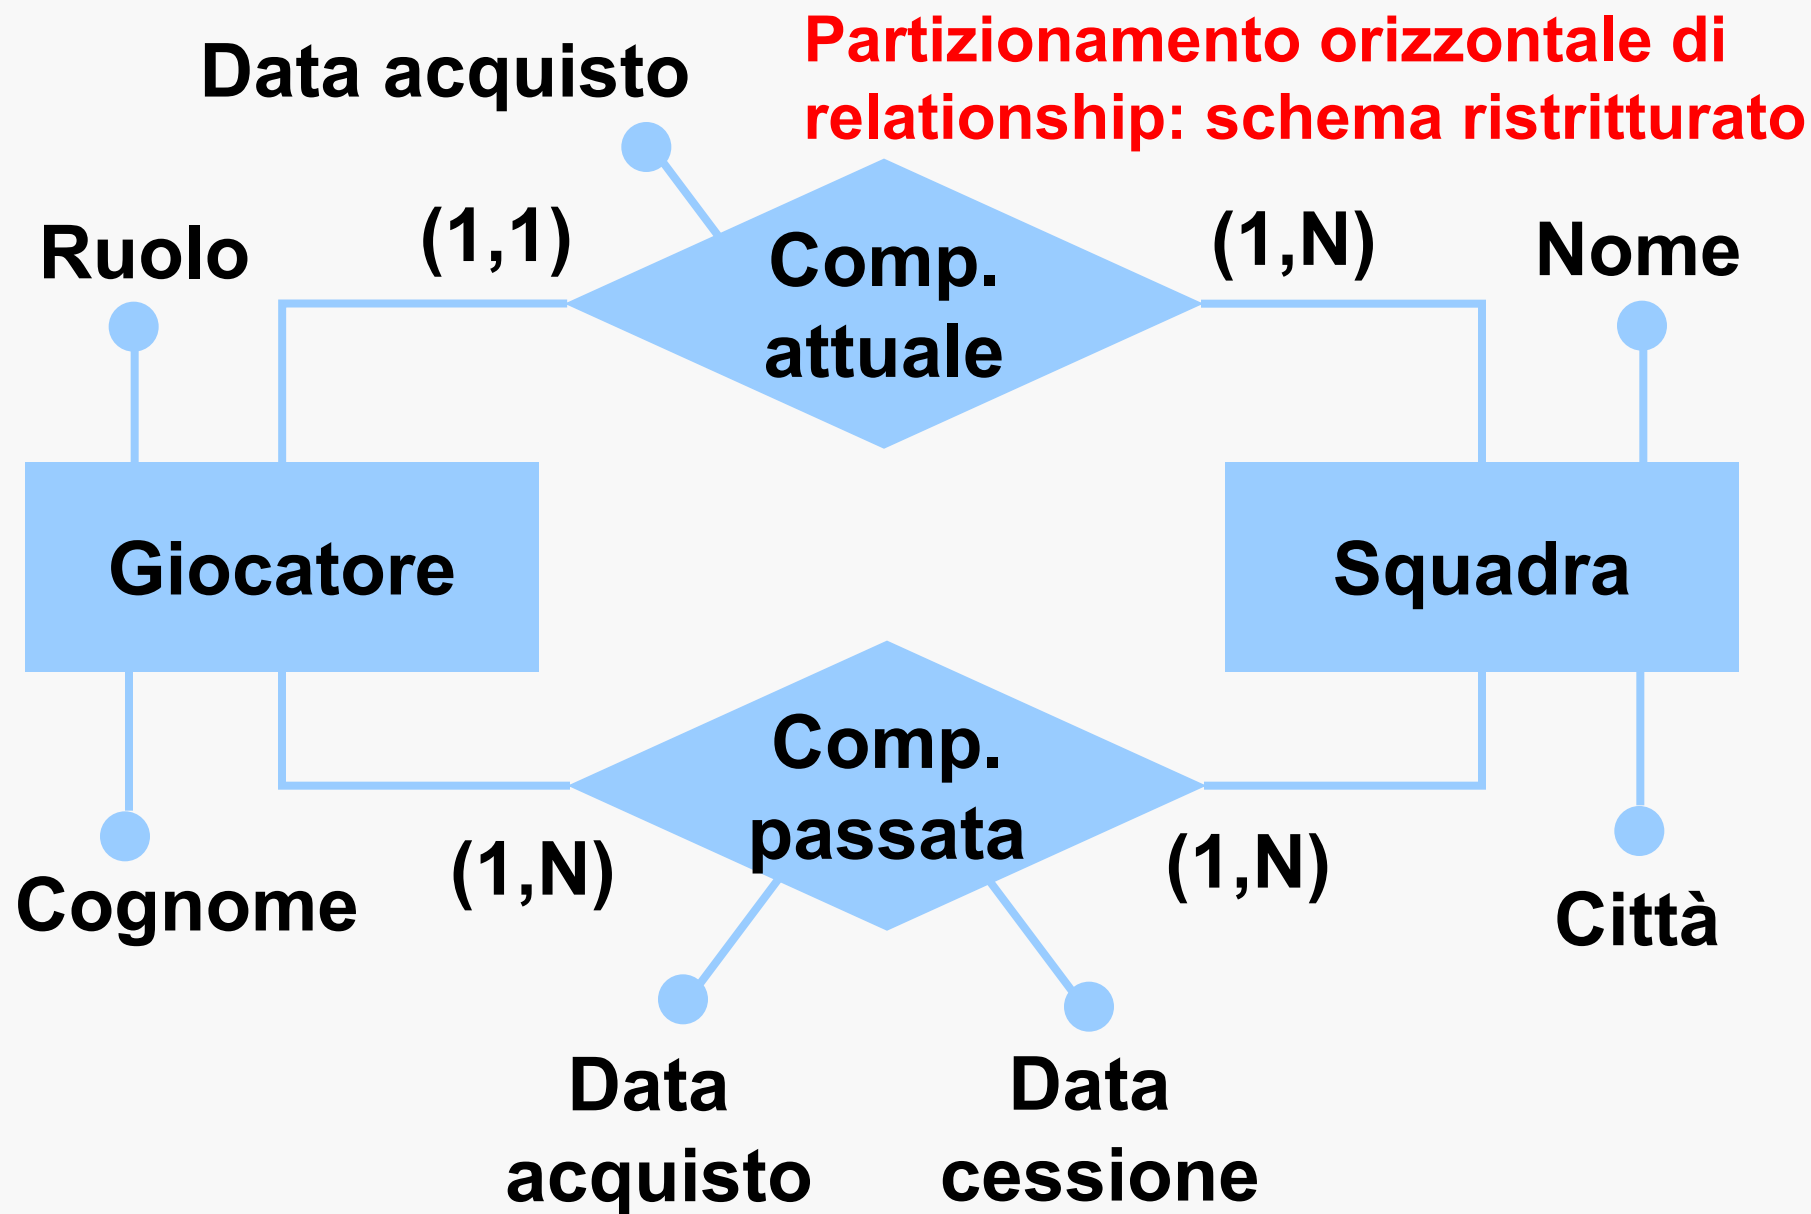 Partizionamento orizzontale di
relationship: schema ristritturato
Data acquisto
Ruolo
(1,1)
Comp.
attuale
(1,N)
Nome
Giocatore
Squadra
Comp.
passata
(1,N)
(1,N)
Cognome
Città
Data
acquisto
Data
cessione